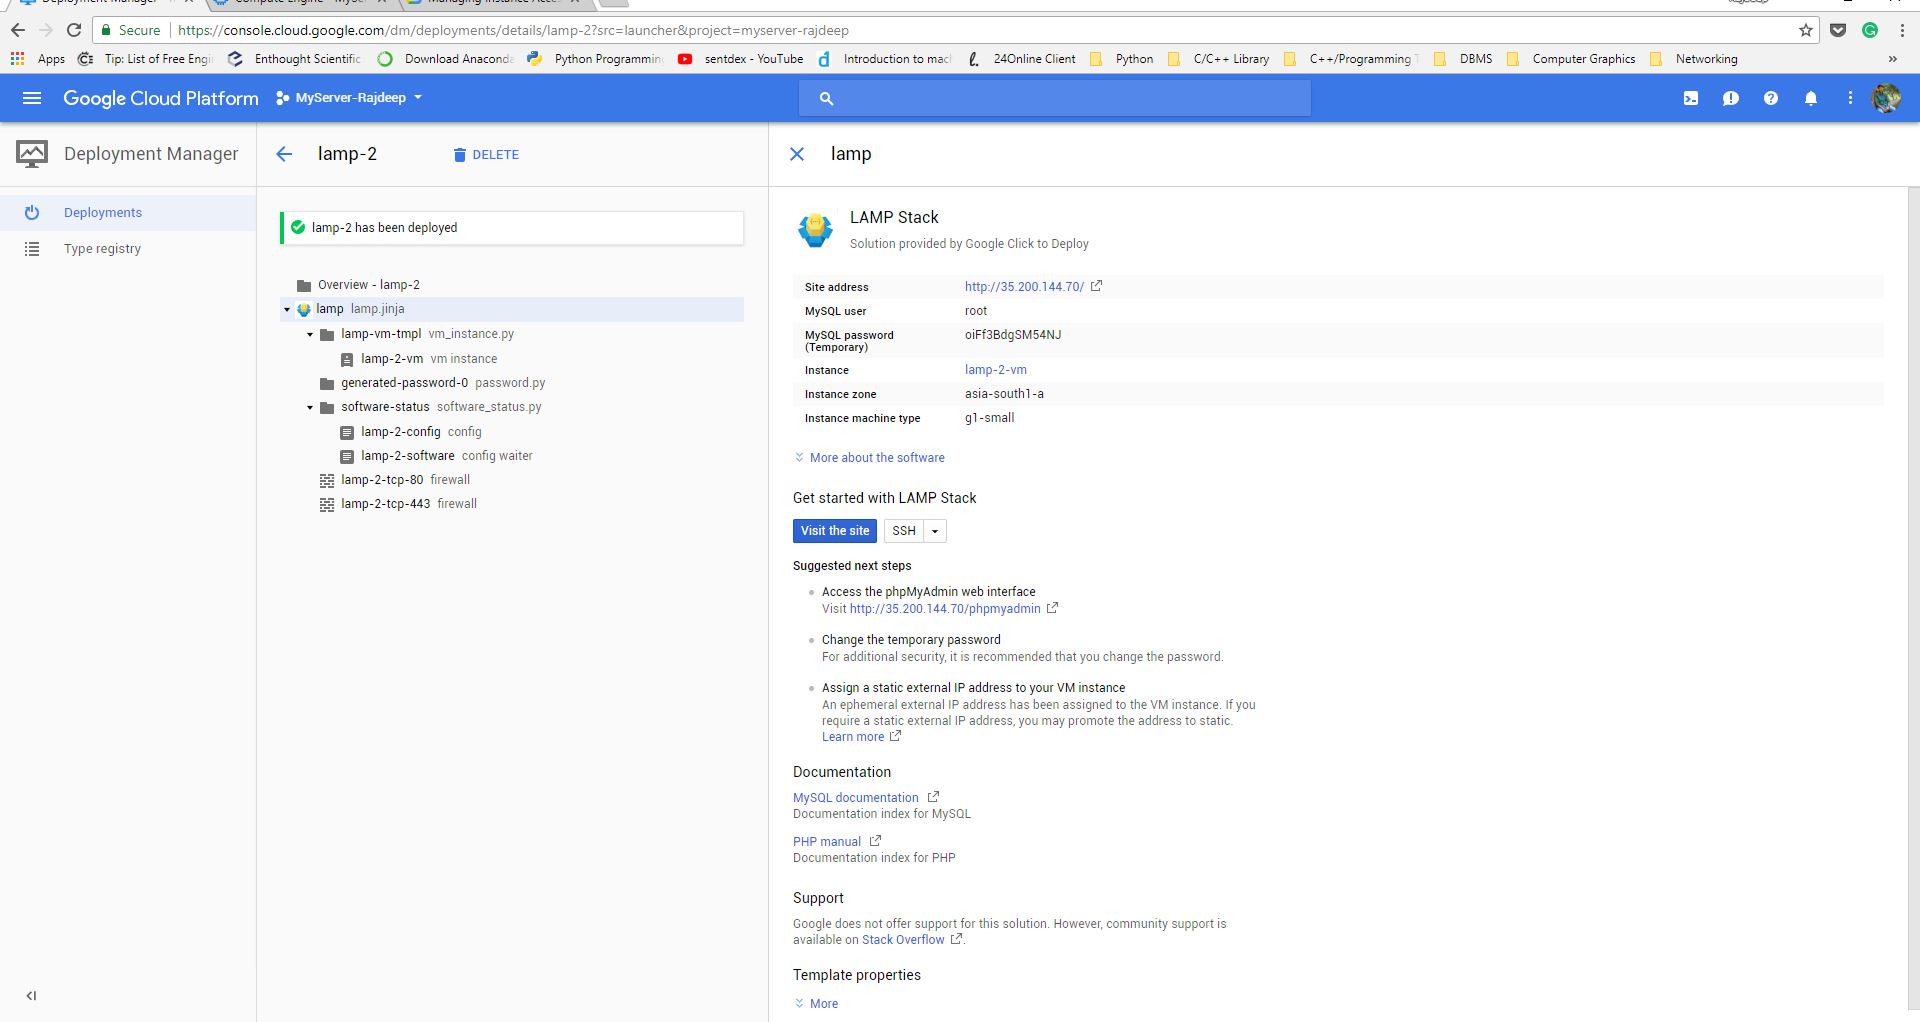 Deployment Manager
Compute Engine - MyServ
Managing Instance Acces
Secure https://console.cloud.google.com/dm/deployments/details/lamp-2?src=launcher&project=myserver-rajdeep
Apps Tip: List of Free Engi Enthought Scientific Download Anaconda Python Programmin sentdex - YouTube Introduction to mac 24Online Client Python C/C++ Library C++/Programming T DBMS Computer Graphics Networking »
Google Cloud Platform MyServer-Rajdeep
Deployment Manager
Deployments
Type registry
lamp-2 DELETE
lamp-2 has been deployed
Overview - lamp-2
lamp lamp.jinja
lamp-vm-tmpl vm_instance.py
lamp-2-vm vm instance
generated-password-0 password.py
software-status software_status.py
lamp-2-config config
lamp-2-software config waiter
lamp-2-tcp-80 firewall
lamp-2-tcp-443 firewall
lamp
LAMP Stack
Solution provided by Google Click to Deploy
Site address http://35.200.144.70/
MySQL user root
MySQL password oiFf3BdgSM54NJ
(Temporary)
Instance lamp-2-vm
Instance zone asia-south1-a
Instance machine type g1-small
More about the software
Get started with LAMP Stack
Visit the site SSH
Suggested next steps
Access the phpMyAdmin web interface
Visit http://35.200.144.70/phpmyadmin
Change the temporary password
For additional security, it is recommended that you change the password.
Assign a static external IP address to your VM instance
An ephemeral external IP address has been assigned to the VM instance. If you
require a static external IP address, you may promote the address to static.
Learn more
Documentation
MySQL documentation
Documentation index for MySQL
PHP manual
Documentation index for PHP
Support
Google does not offer support for this solution. However, community support is
available on Stack Overflow .
Template properties
More